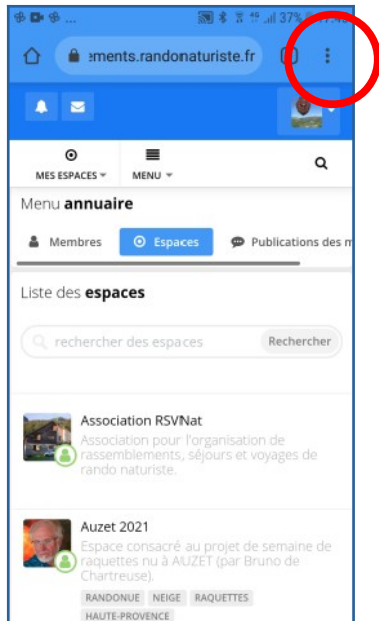 37%
ements.randonaturiste.fr
MES ESPACES
MENU
Menu annuaire
Membres
Espaces
Publications des m
Liste des espaces
rechercher des espaces
Rechercher
Association RSVNat
Association pour l'organisation de
rassemblements, séjours et voyages de
rando naturiste.
Auzet 2021
Espace consacré au projet de semaine de
raquettes nu à AUZET (par Bruno de
Chartreuse).
RANDONUE NEIGE RAQUETTES
HAUTE-PROVENCE